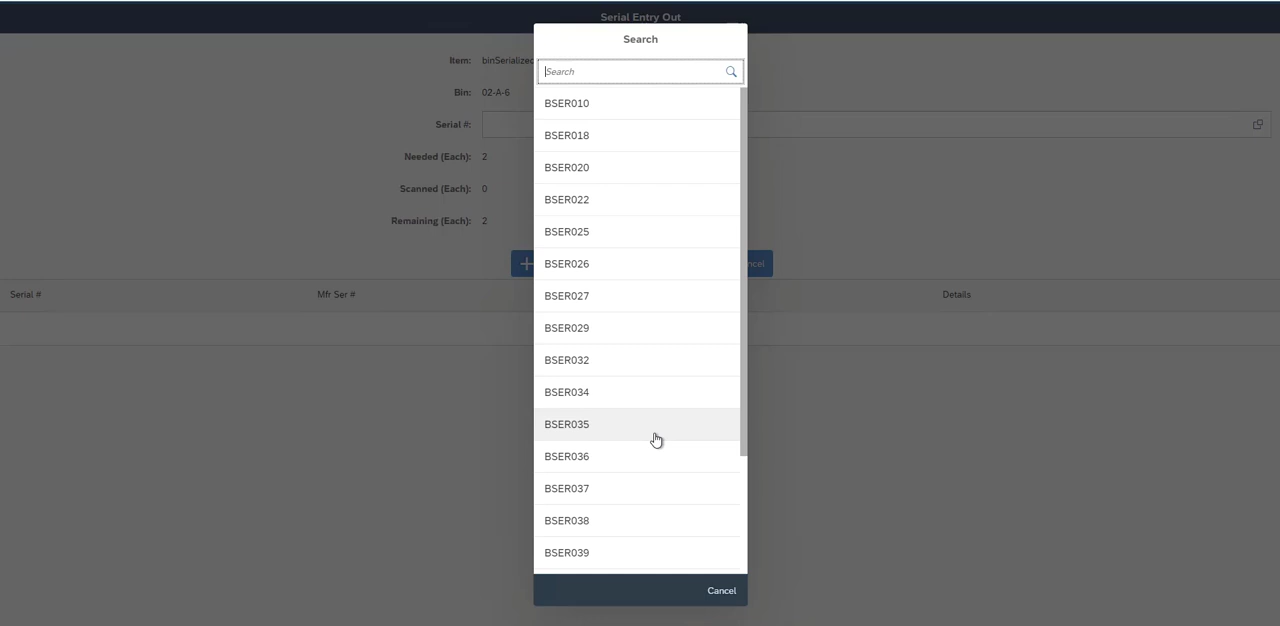 Serial Entry Out
Search
Search
Item: binSerialized
Bin: 02-A-6
Serial #:
Needed (Each): 2
Scanned (Each): 0
Remaining (Each): 2
Serial #
Mfr Ser #
Details
BSER010
BSER018
BSER020
BSER022
BSER025
BSER026
BSER027
BSER029
BSER032
BSER034
BSER035
BSER036
BSER037
BSER038
BSER039
Cancel